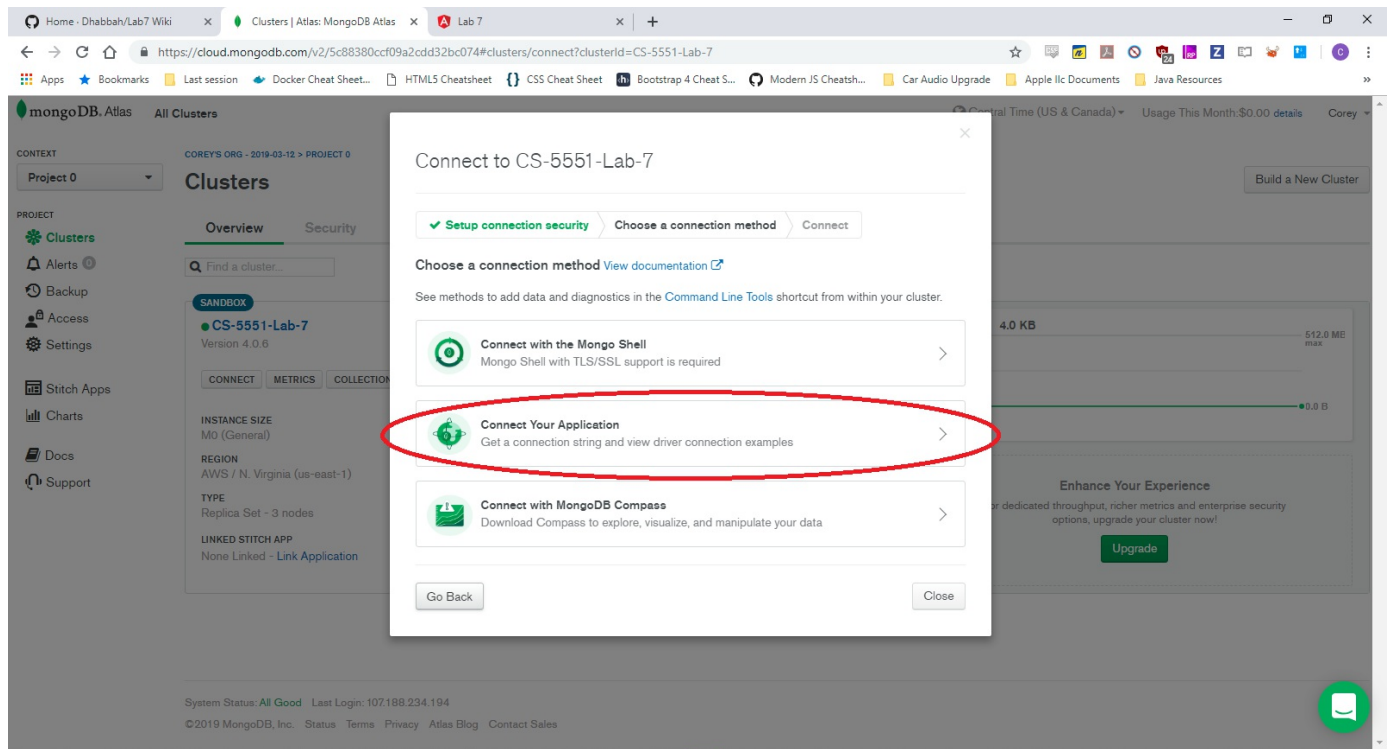 Home · Dhabbah/Lab7 Wiki
Clusters | Atlas: MongoDB Atlas
Lab 7
https://cloud.mongodb.com/v2/5c88380ccf09a2cdd32bc074#clusters/connect?clusterId=CS-5551-Lab-7
24
C
Apps
Bookmarks
Last session
Docker Cheat Sheet...
HTML5 Cheatsheet
CSS Cheat Sheet
Bootstrap 4 Cheat S...
Modern JS Cheatsh...
Car Audio Upgrade
Apple IIc Documents
Java Resources
mongoDB. Atlas
All Clusters
Central Time (US & Canada)
Usage This Month:$0.00 details
Corey
CONTEXT
Project 0
COREY'S ORG - 2019-03-12 > PROJECT 0
Clusters
Build a New Cluster
PROJECT
Clusters
Alerts 0
Backup
Access
Settings
Stitch Apps
Charts
Docs
Support
Overview
Security
Find a cluster...
SANDBOX
CS-5551-Lab-7
Version 4.0.6
CONNECT
METRICS
COLLECTION
INSTANCE SIZE
M0 (General)
REGION
AWS / N. Virginia (us-east-1)
TYPE
Replica Set - 3 nodes
LINKED STITCH APP
None Linked - Link Application
Connect to CS-5551-Lab-7
Setup connection security
Choose a connection method
Connect
Choose a connection method View documentation
See methods to add data and diagnostics in the Command Line Tools shortcut from within your cluster.
Connect with the Mongo Shell
Mongo Shell with TLS/SSL support is required
Connect Your Application
Get a connection string and view driver connection examples
Connect with MongoDB Compass
Download Compass to explore, visualize, and manipulate your data
Go Back
Close
4.0 KB
512.0 MB
max
0.0 B
Enhance Your Experience
dedicated throughput, richer metrics and enterprise security
options, upgrade your cluster now!
Upgrade
System Status: All Good Last Login: 107.188.234.194
©2019 MongoDB, Inc. Status Terms Privacy Atlas Blog Contact Sales